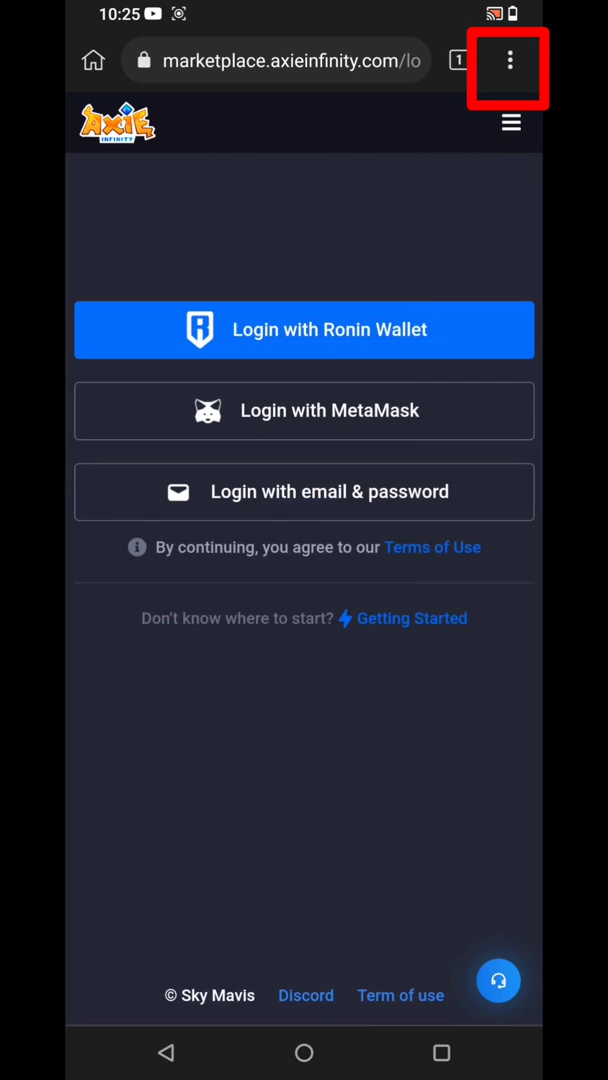 10:25
marketplace.axieinfinity.com/lo
1
AXIE
INFINITY
Login with Ronin Wallet
Login with MetaMask
Login with email & password
By continuing, you agree to our Terms of Use
Don't know where to start? Getting Started
© Sky Mavis Discord Term of use